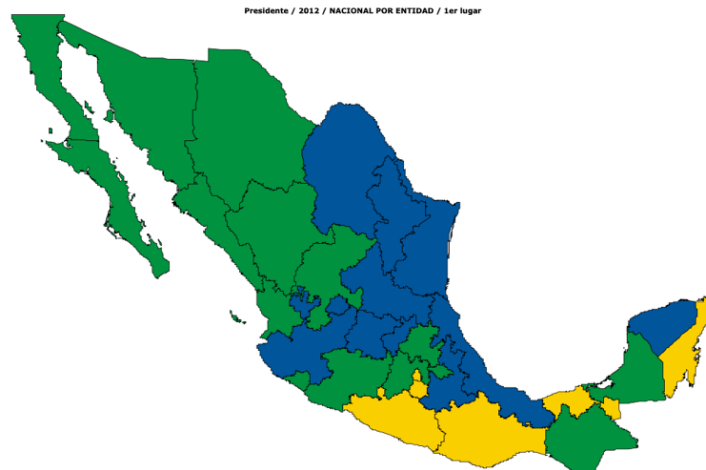 Presidente / 2012 / NACIONAL POR ENTIDAD / 1er lugar